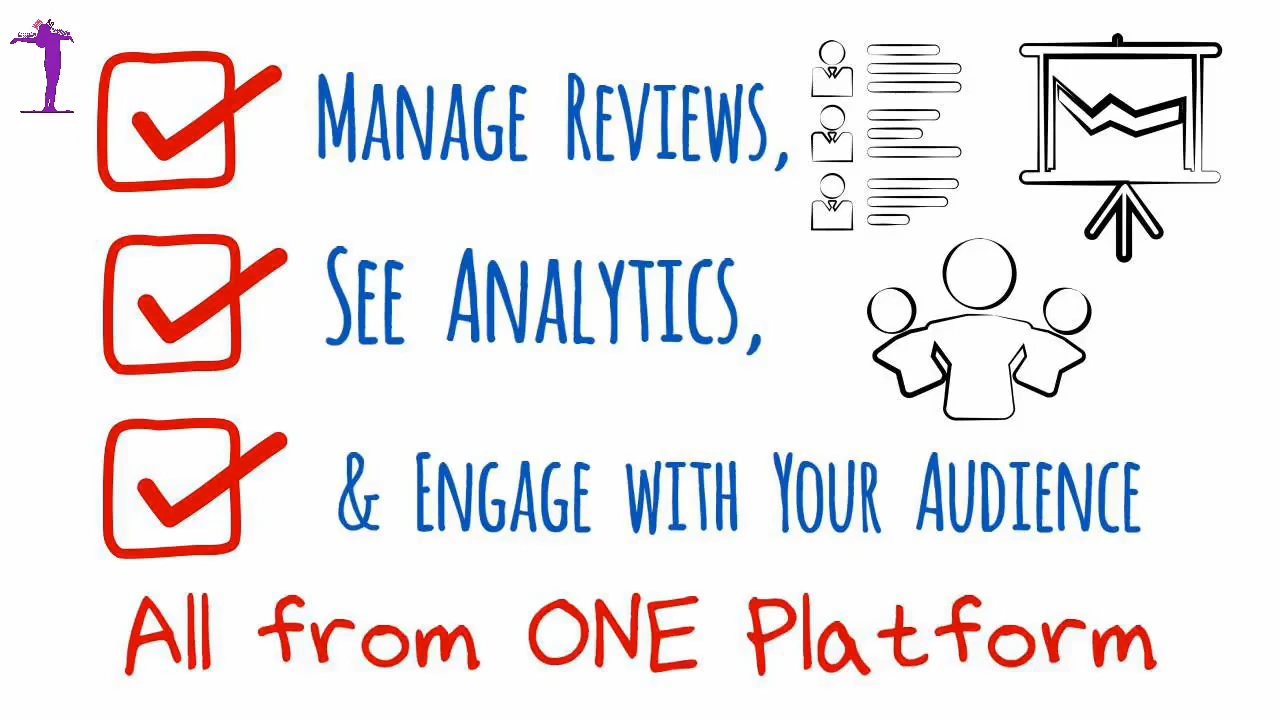 Manage Reviews,
See Analytics,
& Engage with Your Audience
All from ONE Platform